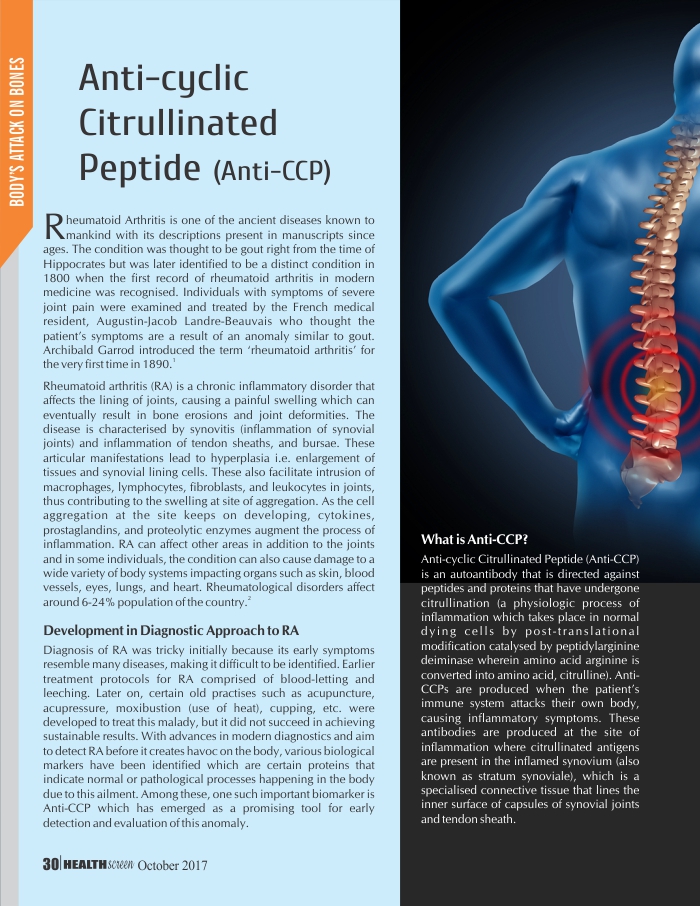 BODY'S ATTACK ON BONES
Anti-cyclic
Citrullinated
Peptide (Anti-CCP)
Rheumatoid Arthritis is one of the ancient diseases known to
mankind with its descriptions present in manuscripts since
ages. The condition was thought to be gout right from the time of
Hippocrates but was later identified to be a distinct condition in
1800 when the first record of rheumatoid arthritis in modern
medicine was recognised. Individuals with symptoms of severe
joint pain were examined and treated by the French medical
resident, Augustin-Jacob Landre-Beauvais who thought the
patient's symptoms are a result of an anomaly similar to gout.
Archibald Garrod introduced the term 'rheumatoid arthritis' for
the very first time in 1890.1
Rheumatoid arthritis (RA) is a chronic inflammatory disorder that
affects the lining of joints, causing a painful swelling which can
eventually result in bone erosions and joint deformities. The
disease is characterised by synovitis (inflammation of synovial
joints) and inflammation of tendon sheaths, and bursae. These
articular manifestations lead to hyperplasia i.e. enlargement of
tissues and synovial lining cells. These also facilitate intrusion of
macrophages, lymphocytes, fibroblasts, and leukocytes in joints,
thus contributing to the swelling at site of aggregation. As the cell
aggregation at the site keeps on developing, cytokines,
prostaglandins, and proteolytic enzymes augment the process of
inflammation. RA can affect other areas in addition to the joints
and in some individuals, the condition can also cause damage to a
wide variety of body systems impacting organs such as skin, blood
vessels, eyes, lungs, and heart. Rheumatological disorders affect
around 6-24% population of the country.2
Development in Diagnostic Approach to RA
Diagnosis of RA was tricky initially because its early symptoms
resemble many diseases, making it difficult to be identified. Earlier
treatment protocols for RA comprised of blood-letting and
leeching. Later on, certain old practises such as acupuncture,
acupressure, moxibustion (use of heat), cupping, etc. were
developed to treat this malady, but it did not succeed in achieving
sustainable results. With advances in modern diagnostics and aim
to detect RA before it creates havoc on the body, various biological
markers have been identified which are certain proteins that
indicate normal or pathological processes happening in the body
due to this ailment. Among these, one such important biomarker is
Anti-CCP which has emerged as a promising tool for early
detection and evaluation of this anomaly.
What is Anti-CCP?
Anti-cyclic Citrullinated Peptide (Anti-CCP)
is an autoantibody that is directed against
peptides and proteins that have undergone
citrullination (a physiologic process of
inflammation which takes place in normal
dying cells by post-translational
modification catalysed by peptidylarginine
deiminase wherein amino acid arginine is
converted into amino acid, citrulline). Anti-
CCPs are produced when the patient's
immune system attacks their own body,
causing inflammatory symptoms. These
antibodies are produced at the site of
inflammation where citrullinated antigens
are present in the inflamed synovium (also
known as stratum synoviale), which is a
specialised connective tissue that lines the
inner surface of capsules of synovial joints
and tendon sheath.
30 HEALTHscreen October 2017